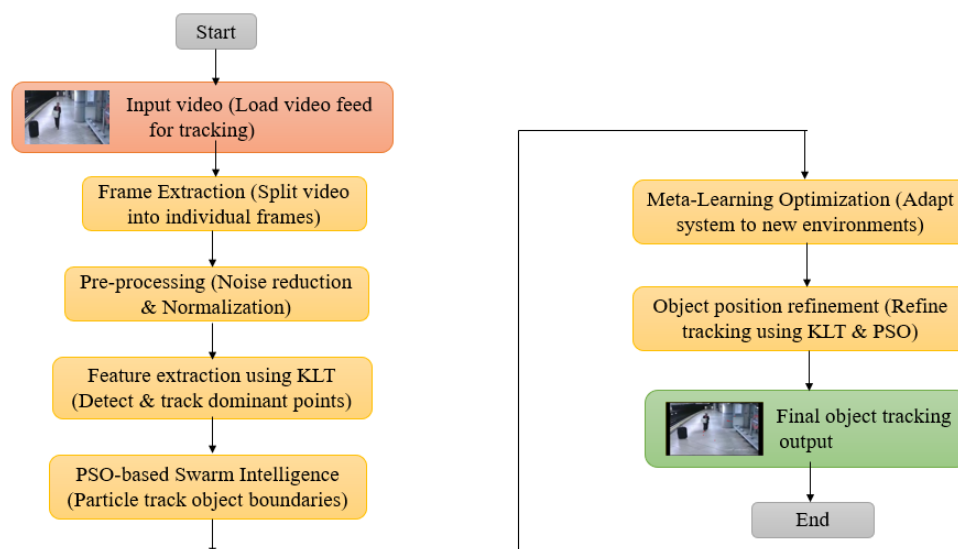 Start
Input video (Load video feed
for tracking)
Frame Extraction (Split video
into individual frames)
Pre-processing (Noise reduction
& Normalization)
Feature extraction using KLT
(Detect & track dominant points)
PSO-based Swarm Intelligence
(Particle track object boundaries)
Meta-Learning Optimization (Adapt
system to new environments)
Object position refinement (Refine
tracking using KLT & PSO)
Final object tracking
output
End